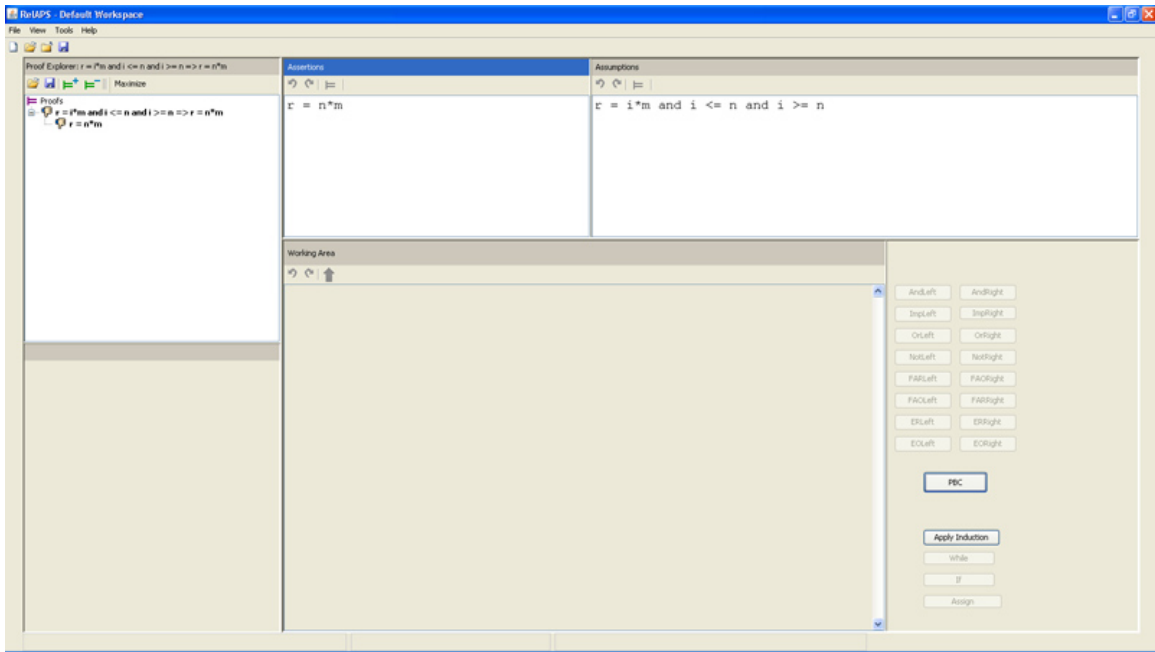 RelAPS - Default Workspace
File View Tools Help
Proof Explorer: r = i*m and i <= n and i >= n => r = n*m
Maximize
Proofs
r = i*m and i <= n and i >= n => r = n*m
r = n*m
Assertions
r = n*m
Assumptions
r = i*m and i <= n and i >= n
Working Area
AndLeft AndRight
ImpLeft ImpRight
OrLeft OrRight
NotLeft NotRight
FARLeft FAORight
FAOLeft FARRight
ERLeft ERRight
EOLeft EORight
PBC
Apply Induction
While
If
Assign